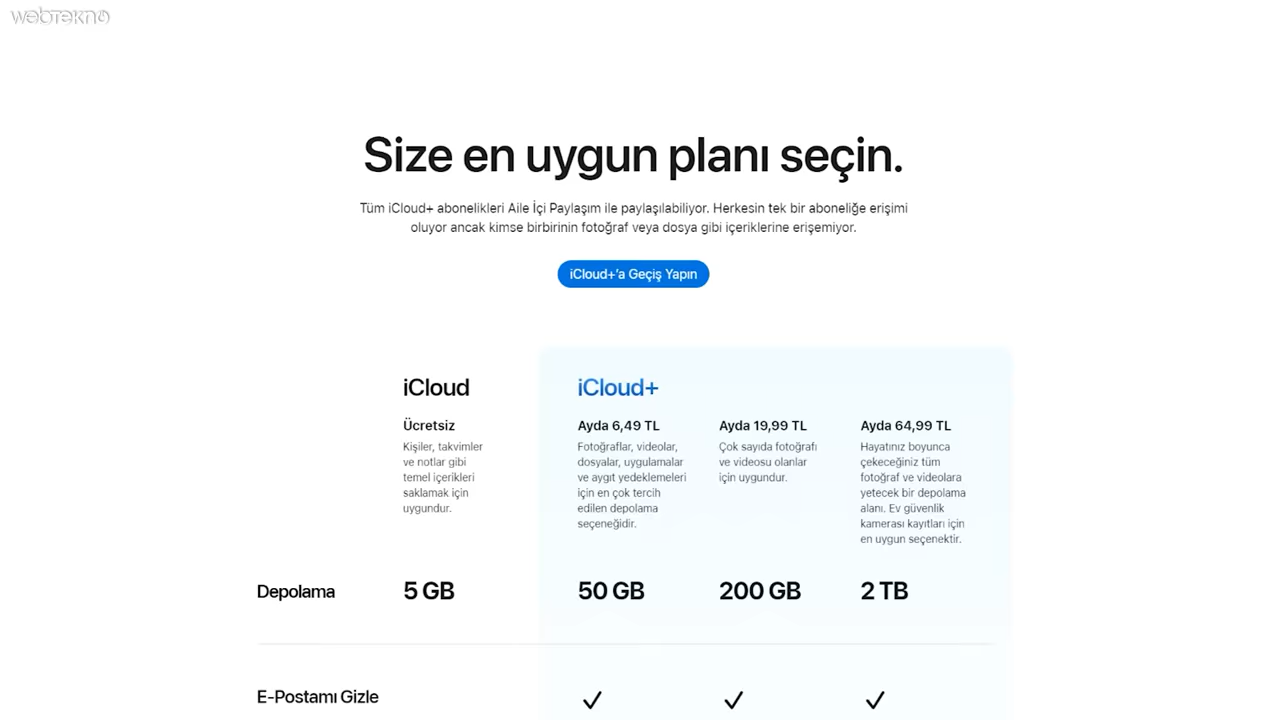 webtekno
Size en uygun planı seçin.
Tüm iCloud+ abonelikleri Aile İçi Paylaşım ile paylaşılabiliyor. Herkesin tek bir aboneliğe erişimi
oluyor ancak kimse birbirinin fotoğraf veya dosya gibi içeriklerine erişemiyor.
iCloud+'a Geçiş Yapın
iCloud
Ücretsiz
Kişiler, takvimler
ve notlar gibi
temel içerikleri
saklamak için
uygundur.
iCloud+
Ayda 6,49 TL
Fotoğraflar, videolar,
dosyalar, uygulamalar
ve aygıt yedeklemeleri
için en çok tercih
edilen depolama
seçeneğidir.
Ayda 19,99 TL
Çok sayıda fotoğrafı
ve videosu olanlar
için uygundur.
Ayda 64,99 TL
Hayatınız boyunca
çekeceğiniz tüm
fotoğraf ve videolara
yetecek bir depolama
alanı. Ev güvenlik
kamerası kayıtları için
en uygun seçenektir.
Depolama 5 GB 50 GB 200 GB 2 TB
E-Postamı Gizle